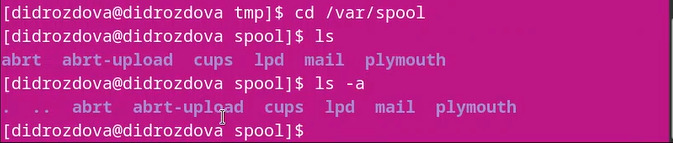 [didrozdova@didrozdova tmp]$ cd /var/spool
[didrozdova@didrozdova spool]$ ls
abrt  abrt-upload  cups  lpd  mail  plymouth
[didrozdova@didrozdova spool]$ ls -a
.  ..  abrt  abrt-upload  cups  lpd  mail  plymouth
[didrozdova@didrozdova spool]$